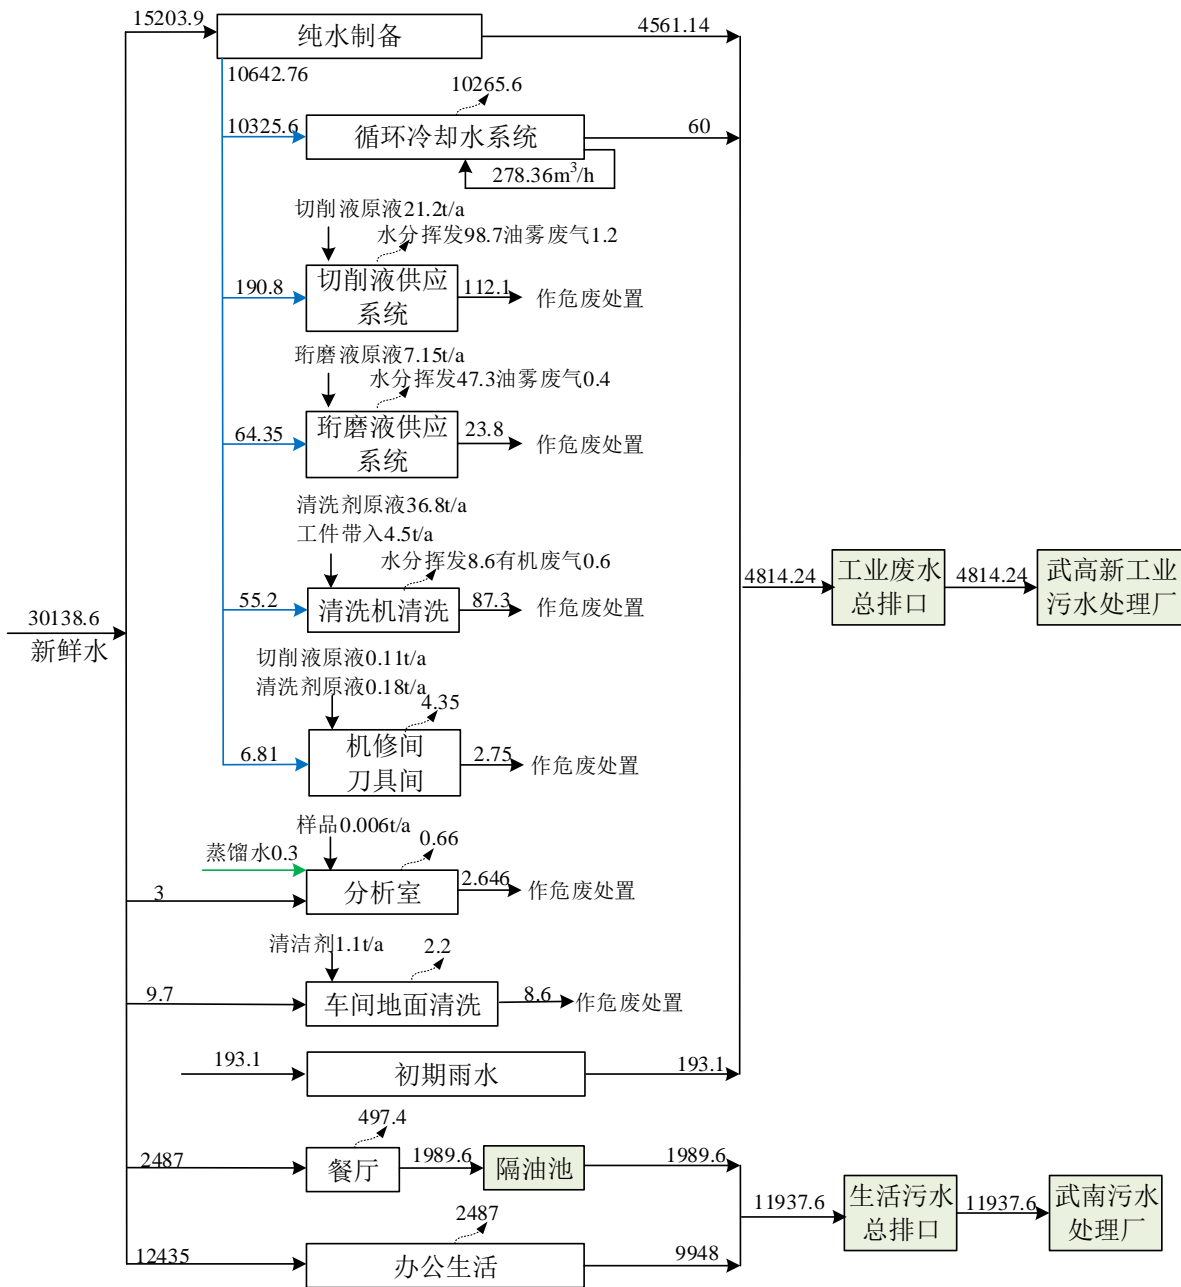 15203.9
纯水制备
4561.14
10642.76
10265.6
10325.6
循环冷却水系统
60
278.36m³/h
切削液原液21.2t/a
水分挥发98.7油雾废气1.2
190.8
切削液供应
系统
112.1
作危废处置
珩磨液原液7.15t/a
水分挥发47.3油雾废气0.4
64.35
珩磨液供应
系统
23.8
作危废处置
清洗剂原液36.8t/a
工件带入4.5t/a
水分挥发8.6有机废气0.6
55.2
清洗机清洗
87.3
作危废处置
4814.24
工业废水
总排口
4814.24
武高新工业
污水处理厂
30138.6
新鲜水
切削液原液0.11t/a
清洗剂原液0.18t/a
4.35
6.81
机修间
刀具间
2.75
作危废处置
样品0.006t/a
蒸馏水0.3
0.66
3
分析室
2.646
作危废处置
清洁剂1.1t/a
2.2
9.7
车间地面清洗
8.6
作危废处置
193.1
初期雨水
193.1
497.4
2487
餐厅
1989.6
隔油池
1989.6
11937.6
生活污水
总排口
11937.6
武南污水
处理厂
2487
12435
办公生活
9948